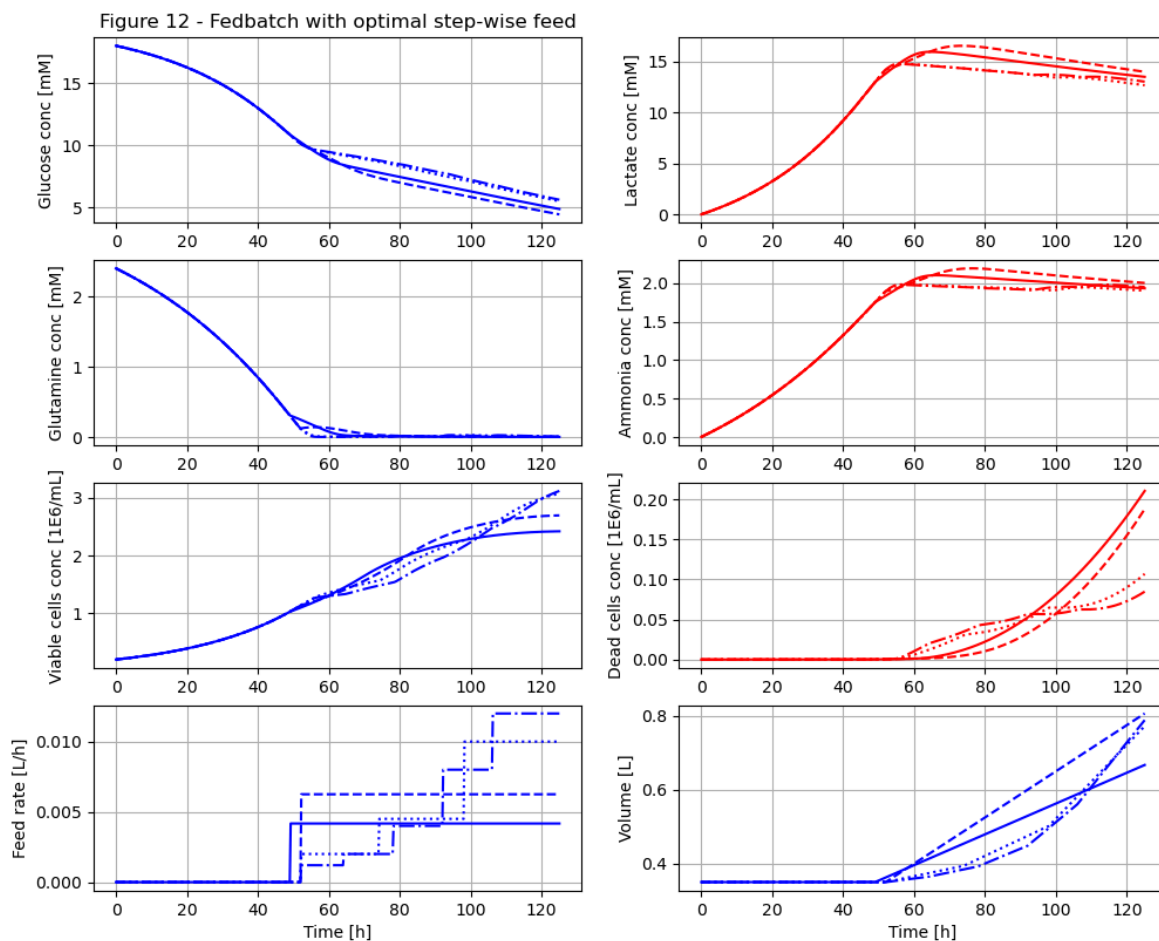 Figure 12 - Fedbatch with optimal step-wise feed
Glucose conc [mM]
15
10
5
0 20 40 60 80 100 120
Lactate conc [mM]
15
10
5
0
0 20 40 60 80 100 120
Glutamine conc [mM]
2
1
0
0 20 40 60 80 100 120
Ammonia conc [mM]
2.0
1.5
1.0
0.5
0.0
0 20 40 60 80 100 120
Viable cells conc [1E6/mL]
3
2
1
0 20 40 60 80 100 120
Dead cells conc [1E6/mL]
0.20
0.15
0.10
0.05
0.00
0 20 40 60 80 100 120
Feed rate [L/h]
0.010
0.005
0.000
0 20 40 60 80 100 120
Time [h]
Volume [L]
0.8
0.6
0.4
0 20 40 60 80 100 120
Time [h]